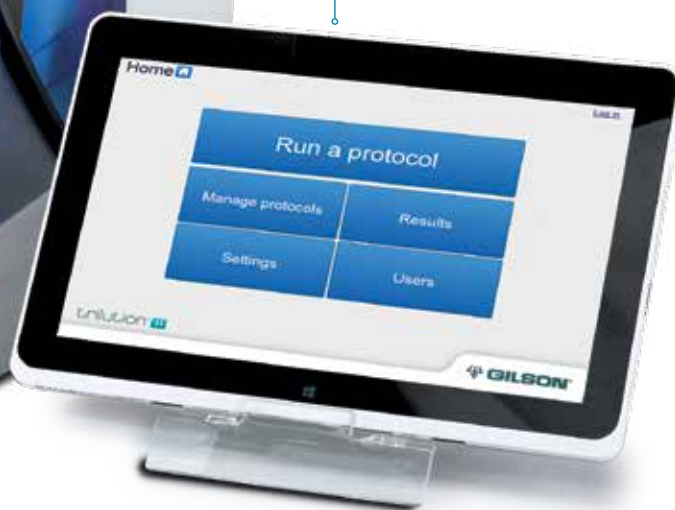 Home
Log in
Run a protocol
Manage protocols
Results
Settings
Users
trilution
GILSON